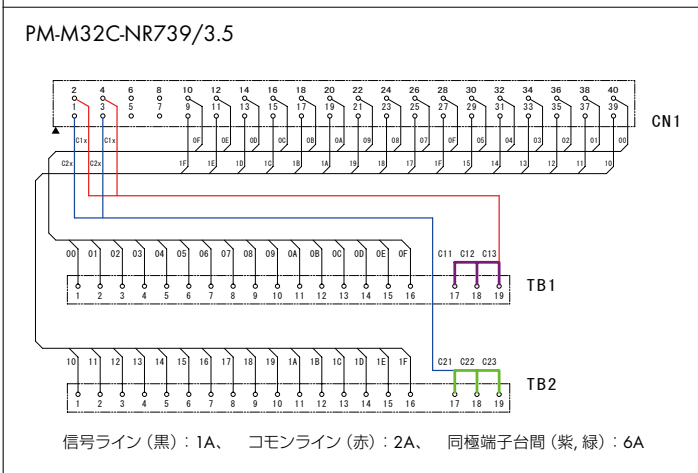 PM-M32C-NR739/3.5
2 4 6 8 10 12 14 16 18 20 22 24 26 28 30 32 34 36 38 40
1 3 5 7 9 11 13 15 17 19 21 23 25 27 29 31 33 35 37 39
CN1
C1x C1x 0F 0E 0D 0C 0B 0A 09 08 07 0F 05 04 03 02 01 00
C2x C2x 1F 1E 1D 1C 1B 1A 19 18 17 1F 15 14 13 12 11 10
00 01 02 03 04 05 06 07 08 09 0A 0B 0C 0D 0E 0F C11 C12 C13
1 2 3 4 5 6 7 8 9 10 11 12 13 14 15 16 17 18 19
TB1
10 11 12 13 14 15 16 17 18 19 1A 1B 1C 1D 1E 1F C21 C22 C23
1 2 3 4 5 6 7 8 9 10 11 12 13 14 15 16 17 18 19
TB2
信号ライン（黒）：1A、 コモンライン（赤）：2A、 同極端子台間（紫, 緑）：6A